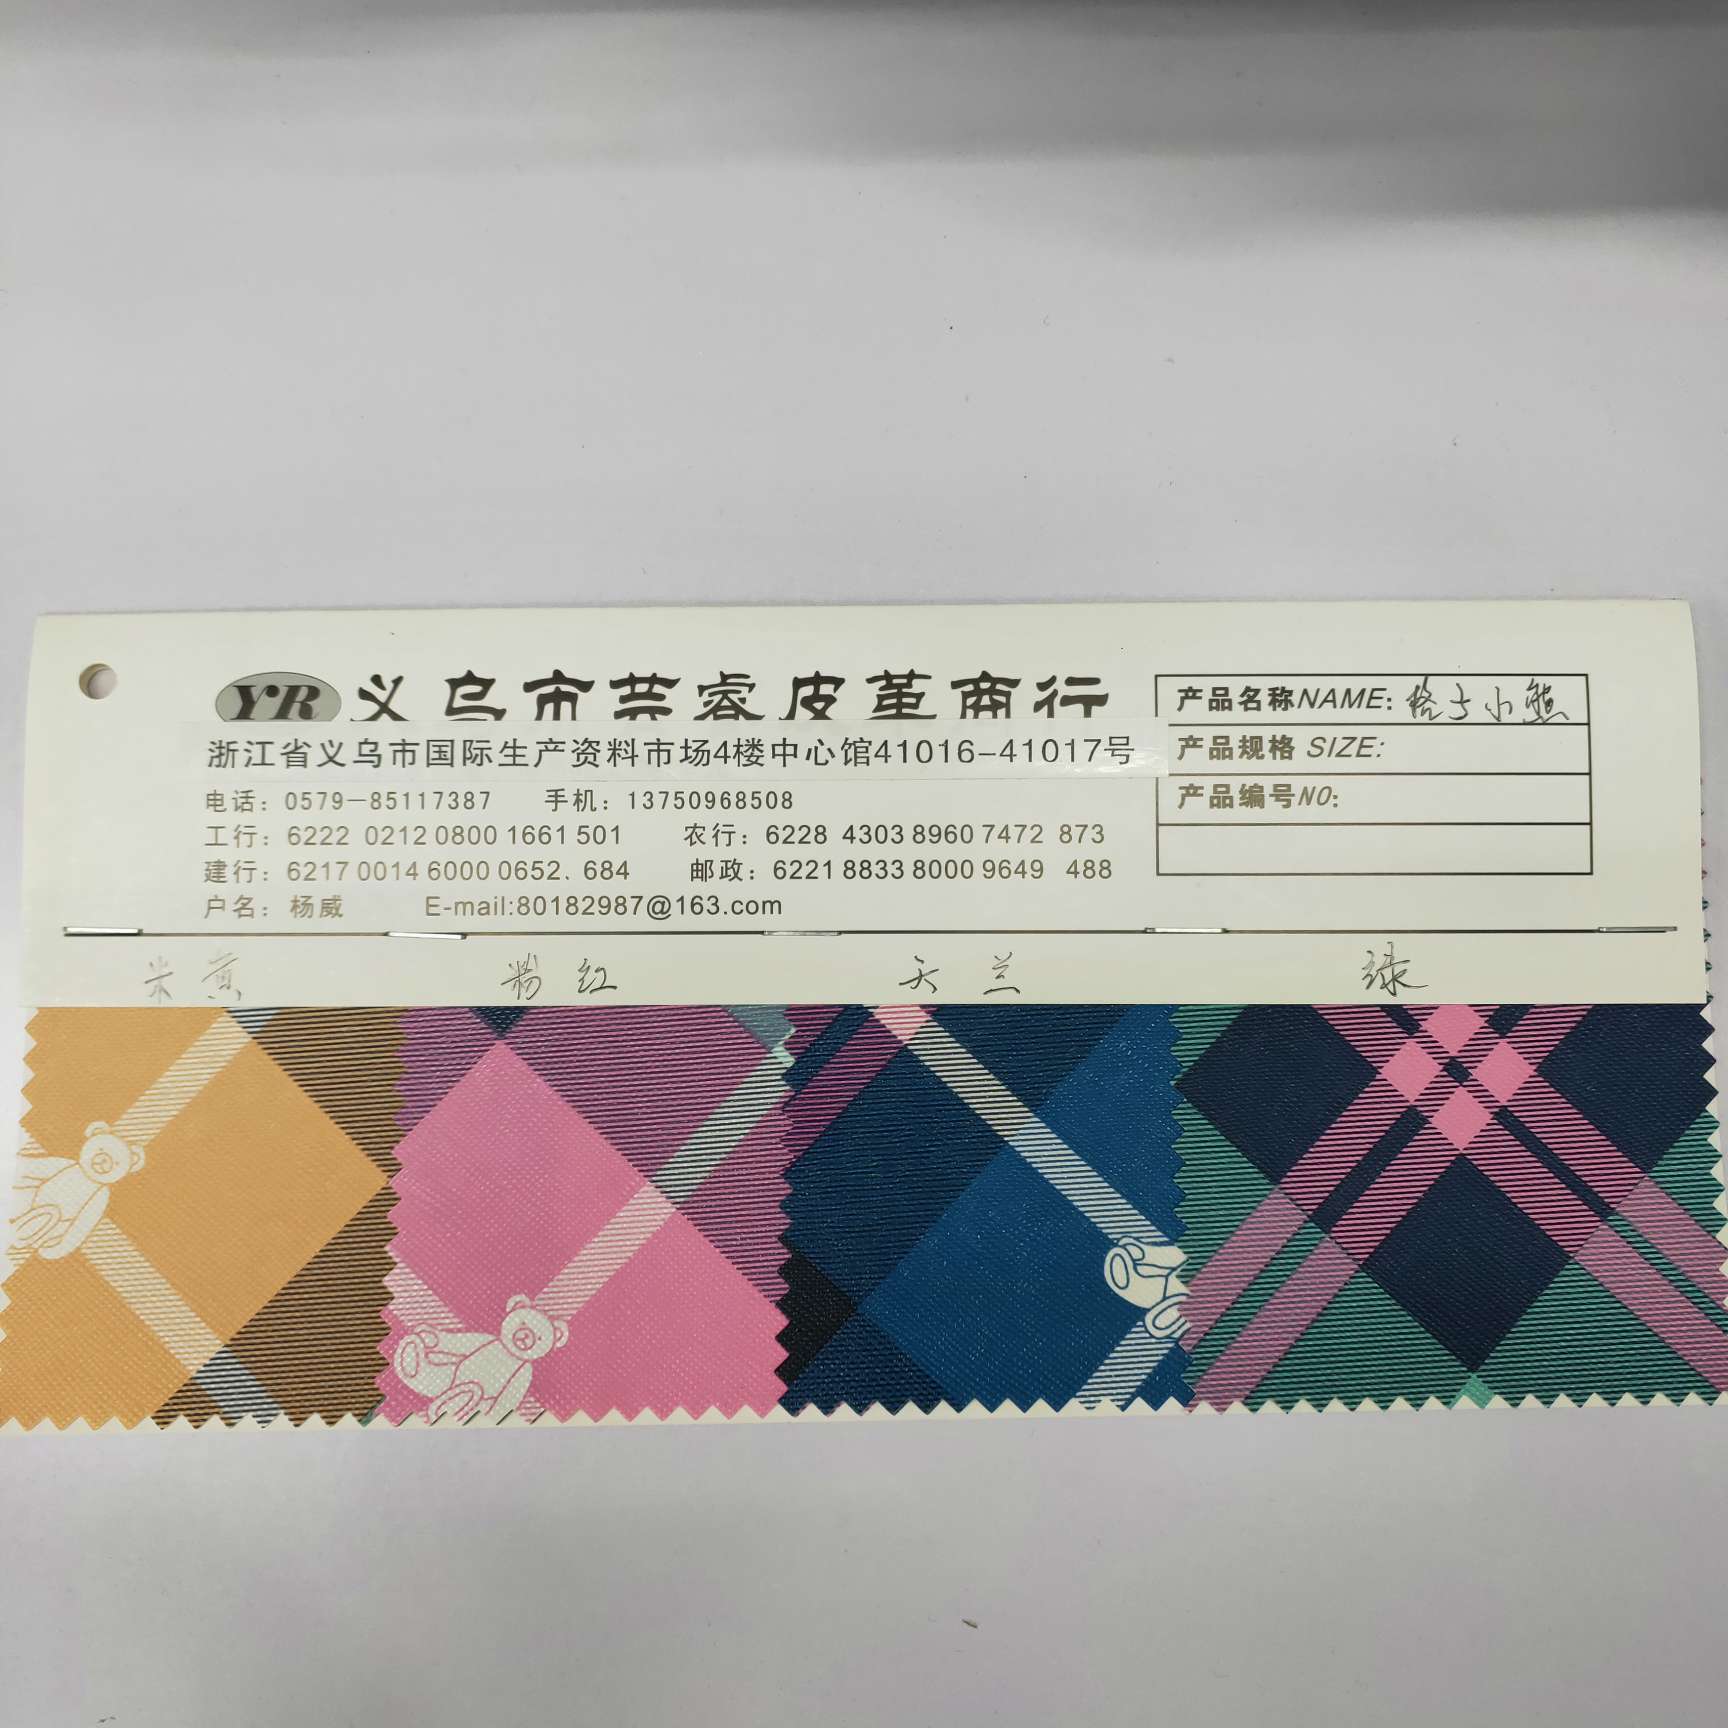 YR 义乌市芸睿皮革商行
浙江省义乌市国际生产资料市场4楼中心馆41016-41017号
电话：0579-85117387 手机：13750968508
工行：6222 0212 0800 1661 501 农行：6228 4303 8960 7472 873
建行：6217 0014 6000 0652. 684 邮政：6221 8833 8000 9649 488
户名：杨威 E-mail:80182987@163.com
产品名称NAME: 格子小熊
产品规格 SIZE:
产品编号NO:
米黄 粉红 天兰 绿